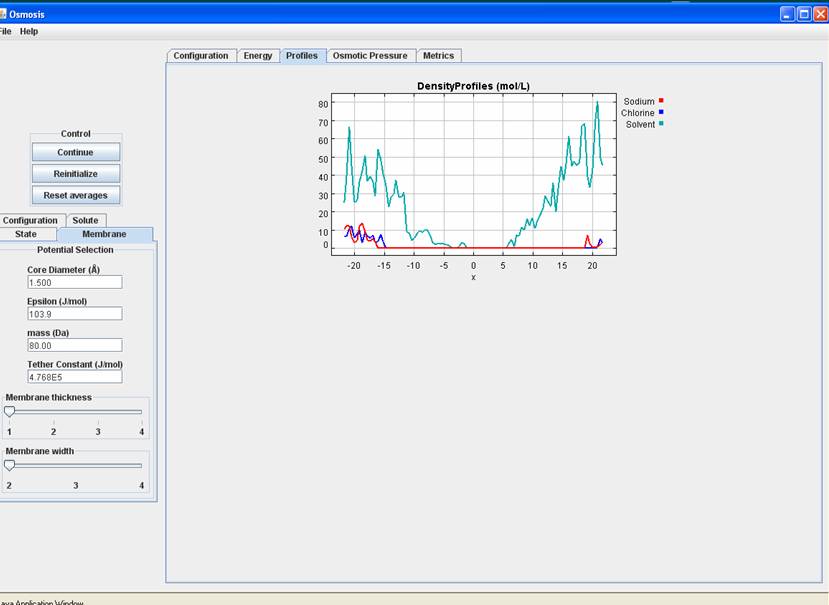 Osmosis
File Help
Configuration Energy Profiles Osmotic Pressure Metrics
DensityProfiles (mol/L)
80
70
60
50
40
30
20
10
0
-20 -15 -10 -5 0 5 10 15 20
x
Sodium
Chlorine
Solvent
Control
Continue
Reinitialize
Reset averages
Configuration Solute
State Membrane
Potential Selection
Core Diameter (Å)
1.500
Epsilon (J/mol)
103.9
mass (Da)
80.00
Tether Constant (J/mol)
4.768E5
Membrane thickness
1 2 3 4
Membrane width
2 3 4
ava Application Window